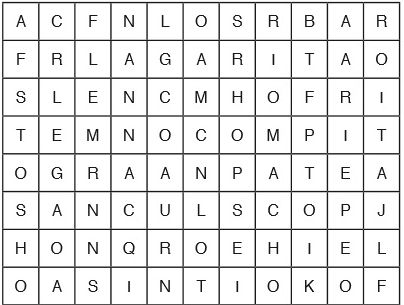 A C F N L O S R B A R
F R L A G A R I T A O
S L E N C M H O F R I
T E M N O C O M P I T
O G R A A N P A T E A
S A N C U L S C O P J
H O N Q R O E H I E L
O A S I N T I O K O F